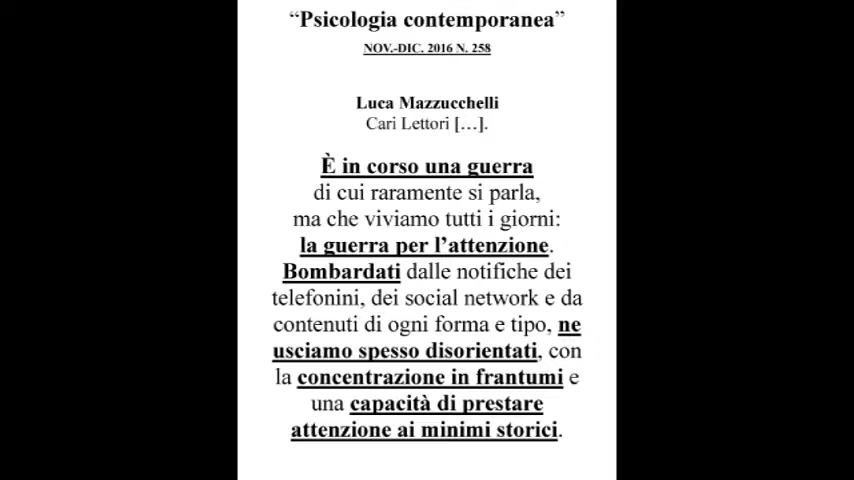 “Psicologia contemporanea”
NOV.-DIC. 2016 N. 258
Luca Mazzucchelli
Cari Lettori […].
È in corso una guerra
di cui raramente si parla,
ma che viviamo tutti i giorni:
la guerra per l’attenzione.
Bombardati dalle notifiche dei
telefonini, dei social network e da
contenuti di ogni forma e tipo, ne
usciamo spesso disorientati, con
la concentrazione in frantumi e
una capacità di prestare
attenzione ai minimi storici.